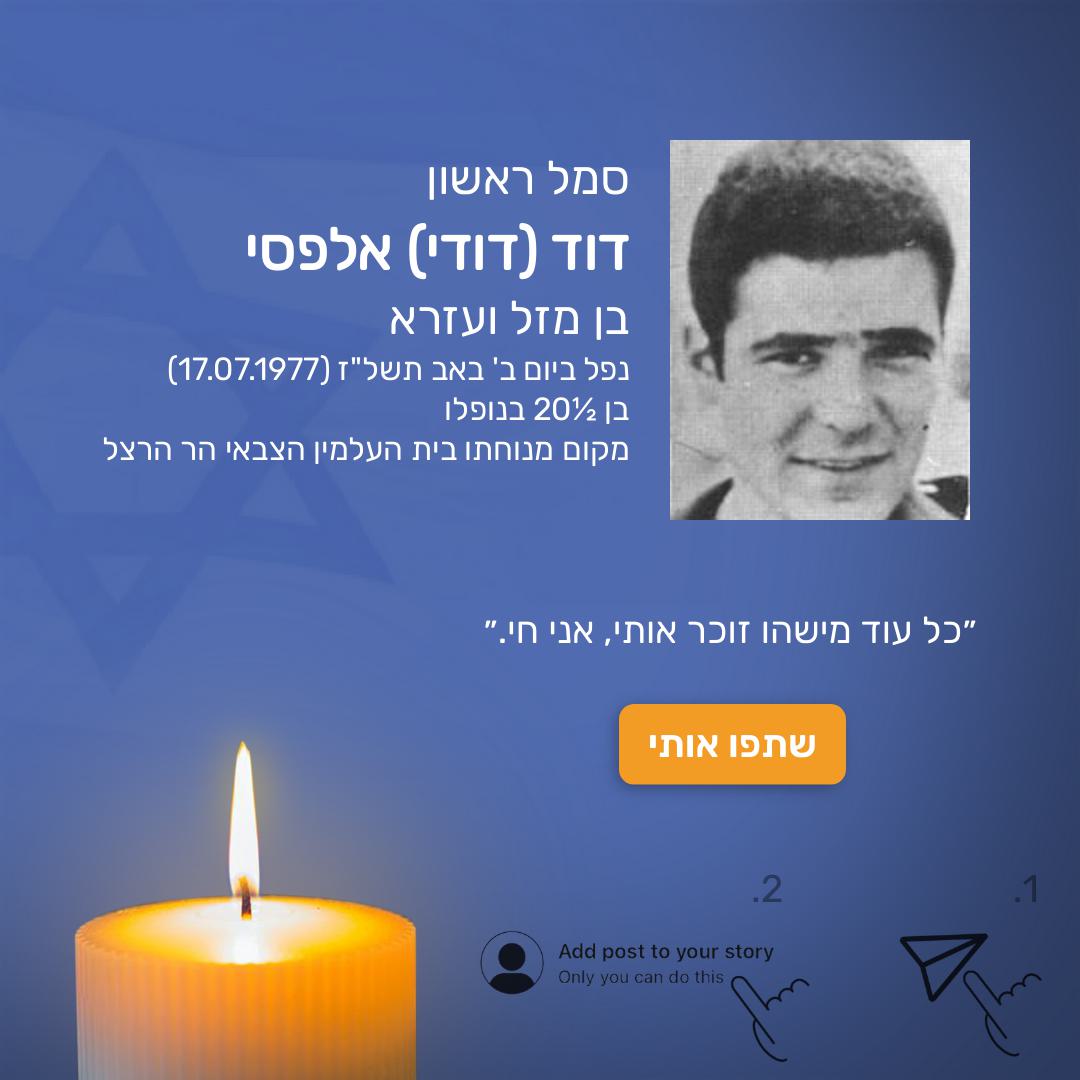 סמל ראשון
דוד (דודי) אלפסי
בן מזל ועזרא
נפל ביום ב' באב תשל"ז (17.07.1977)
בן 20½ בנופלו
מקום מנוחתו בית העלמין הצבאי הר הרצל
״כל עוד מישהו זוכר אותי, אני חי.״
שתפו אותי
.1
.2
Add post to your story
Only you can do this